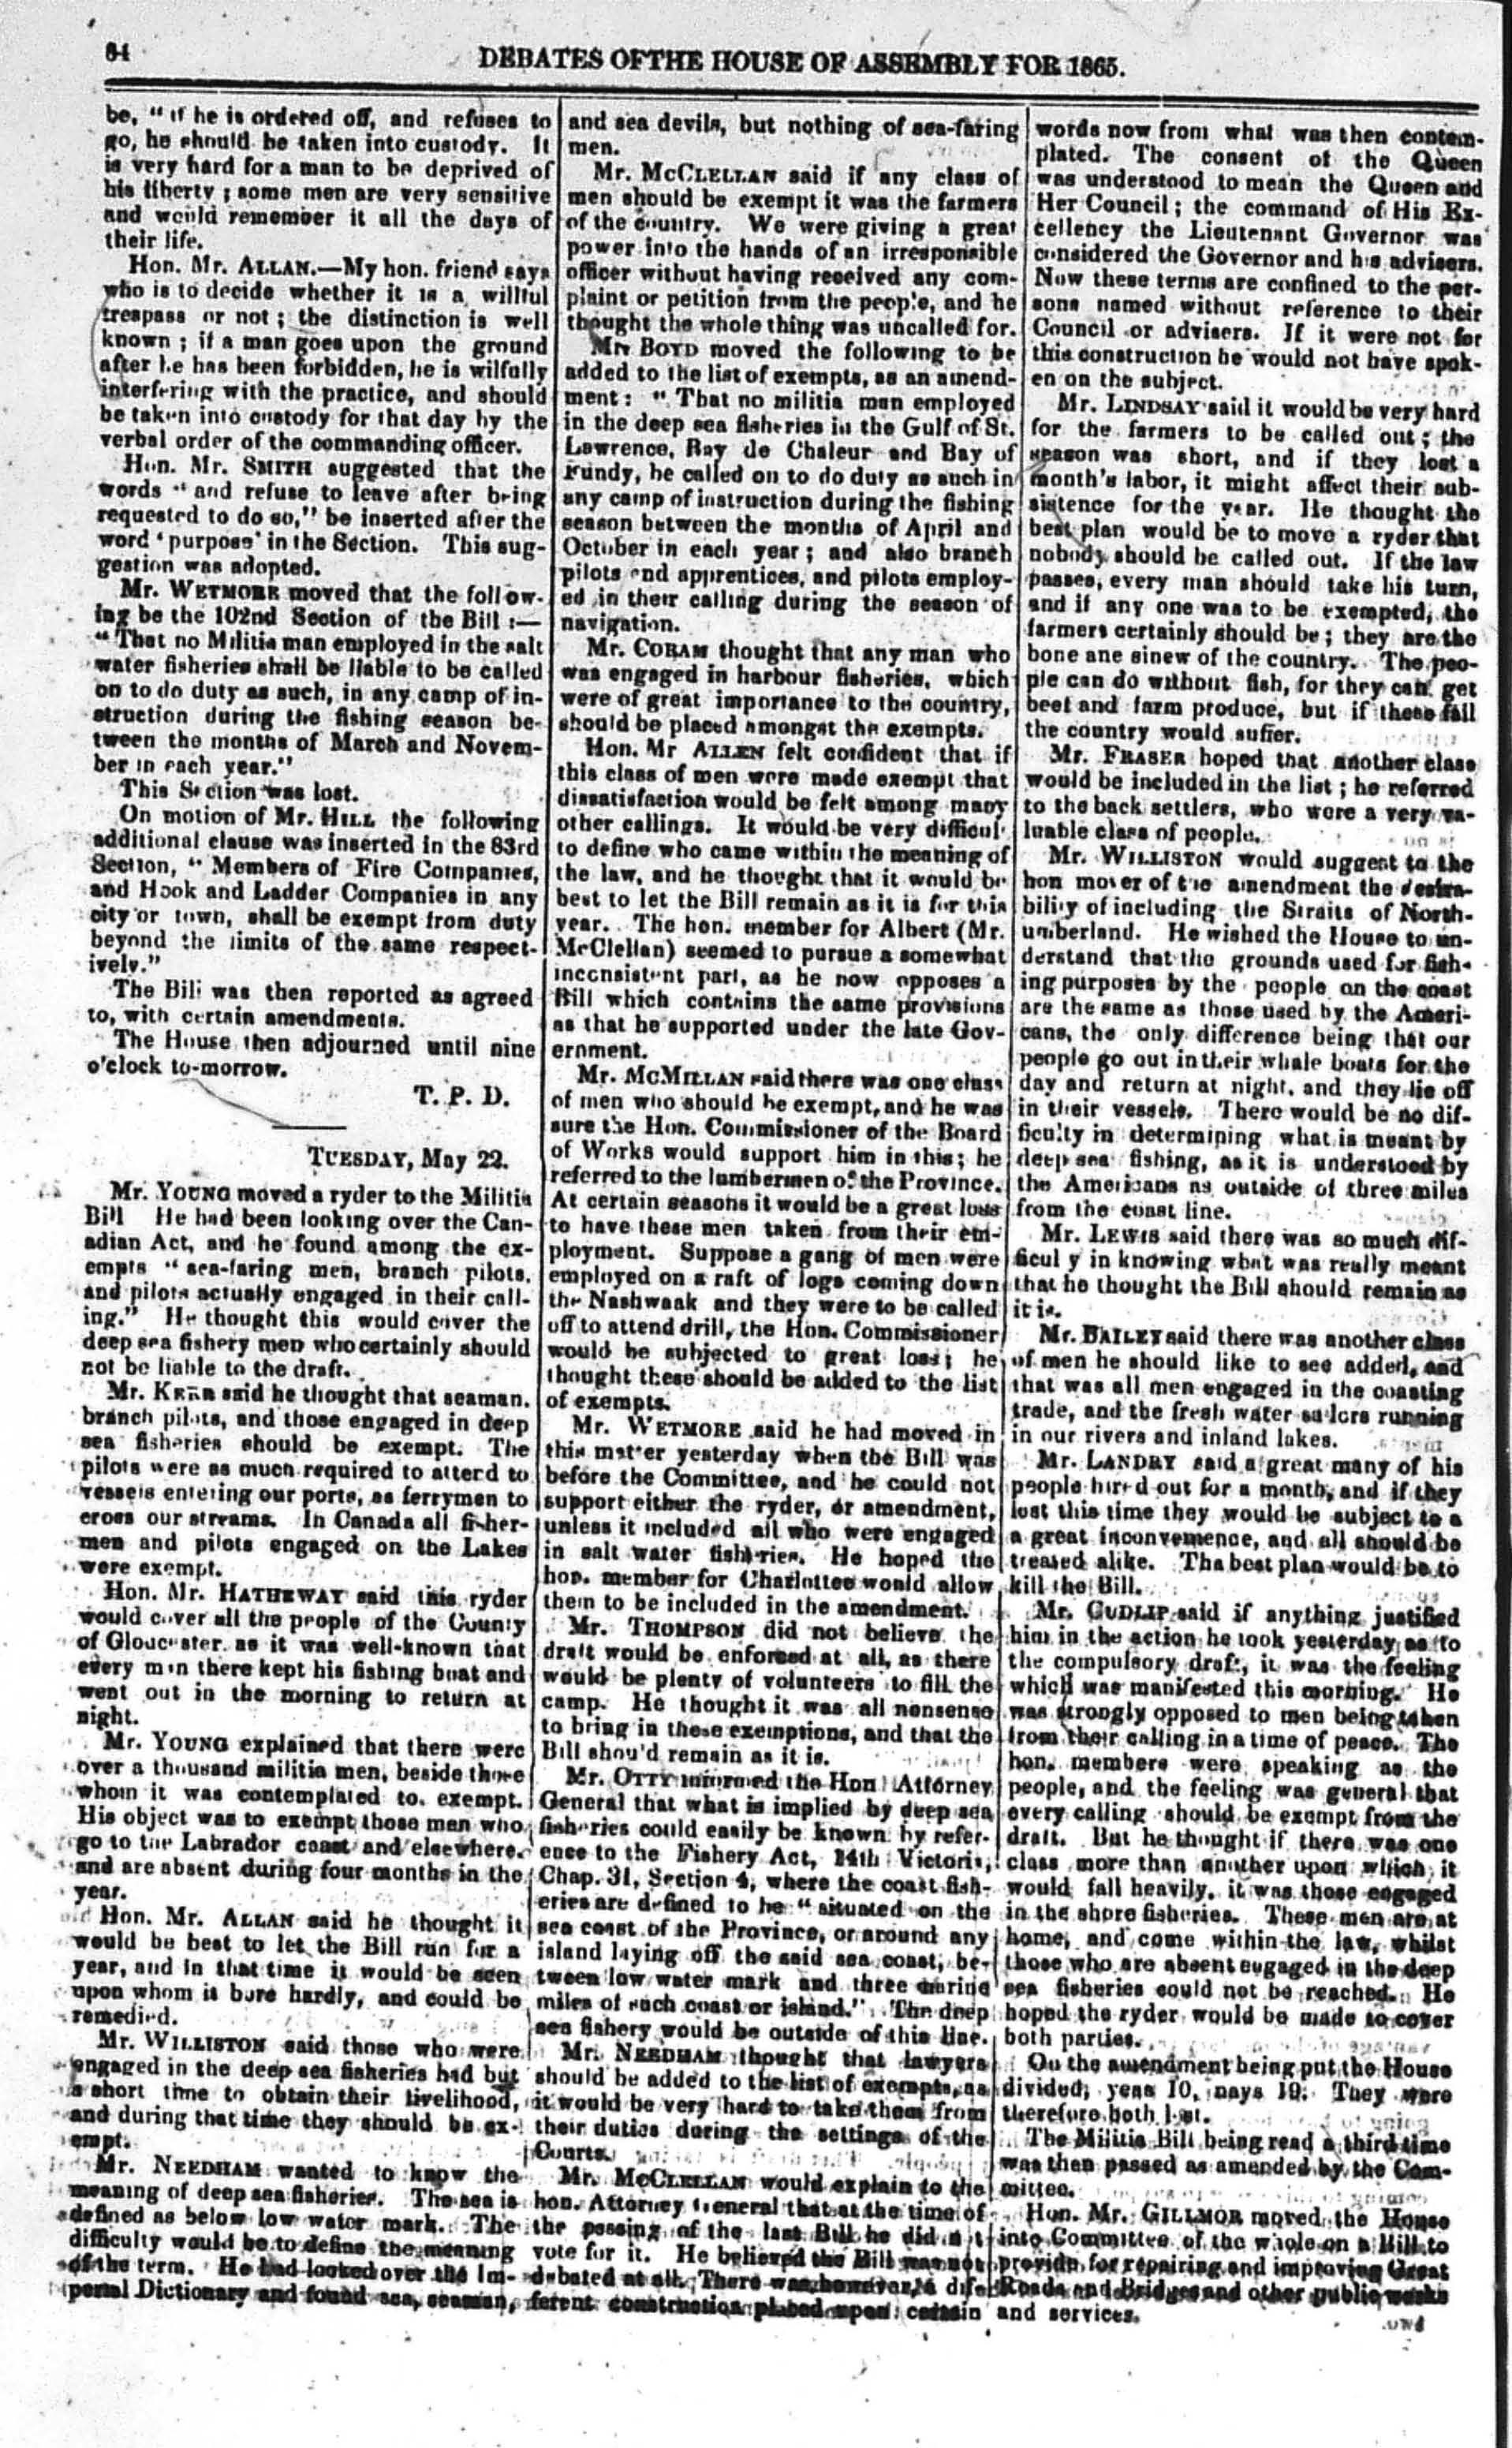 84
DEBATES OF THE HOUSE OF ASSEMBLY FOR 1865.
be, "if he is ordered off, and refuses to
go, he should be taken into custody. It
is very hard for a man to be deprived of
his liberty; some men are very sensitive
and would remember it all the days of
their life.
Hon. Mr. ALLAN.—My hon. friend says
who is to decide whether it is a willful
trespass or not; the distinction is well
known; if a man goes upon the ground
after he has been forbidden, he is wilfully
interfering with the practice, and should
be taken into custody for that day by the
verbal order of the commanding officer.
Hon. Mr. SMITH suggested that the
words "and refuse to leave after being
requested to do so," be inserted after the
word 'purpose' in the Section. This sug-
gestion was adopted.
Mr. WETMORE moved that the follow-
ing be the 102nd Section of the Bill:—
"That no Militia man employed in the salt
water fisheries shall be liable to be called
on to do duty as such, in any camp of in-
struction during the fishing season be-
tween the months of March and Novem-
ber in each year."
This Section was lost.
On motion of Mr. HILL the following
additional clause was inserted in the 83rd
Section, "Members of Fire Companies,
and Hook and Ladder Companies in any
city or town, shall be exempt from duty
beyond the limits of the same respect-
ively."
The Bill was then reported as agreed
to, with certain amendments.
The House then adjourned until nine
o'clock to-morrow.
T. P. D.
TUESDAY, May 22.
Mr. YOUNG moved a ryder to the Militia
Bill He had been looking over the Can-
adian Act, and he found among the ex-
empts "sea-faring men, branch pilots,
and pilots actually engaged in their call-
ing." He thought this would cover the
deep sea fishery men who certainly should
not be liable to the draft.
Mr. KERR said he thought that seaman,
branch pilots, and those engaged in deep
sea fisheries should be exempt. The
pilots were as much required to attend to
vessels entering our ports, as ferrymen to
cross our streams. In Canada all fisher-
men and pilots engaged on the Lakes
were exempt.
Hon. Mr. HATHEWAY said this ryder
would cover all the people of the County
of Gloucester, as it was well-known that
every man there kept his fishing boat and
went out in the morning to return at
night.
Mr. YOUNG explained that there were
over a thousand militia men, beside those
whom it was contemplated to exempt.
His object was to exempt those men who
go to the Labrador coast and elsewhere
and are absent during four months in the
year.
Hon. Mr. ALLAN said he thought it
would be best to let the Bill run for a
year, and in that time it would be seen
upon whom it bore hardly, and could be
remedied.
Mr. WILLISTON said those who were
engaged in the deep sea fisheries had but
a short time to obtain their livelihood,
and during that time they should be ex-
empt.
Mr. NEEDHAM wanted to know the
meaning of deep sea fisheries. The sea is
defined as below low water mark. The
difficulty would be to define the meaning
of the term. He had looked over the Im-
perial Dictionary and found sea, seaman,
and sea devils, but nothing of sea-faring
men.
Mr. MCCLELLAN said if any class of
men should be exempt it was the farmers
of the country. We were giving a great
power into the hands of an irresponsible
officer without having received any com-
plaint or petition from the people, and he
thought the whole thing was uncalled for.
Mr. BOYD moved the following to be
added to the list of exempts, as an amend-
ment: "That no militia man employed
in the deep sea fisheries in the Gulf of St.
Lawrence, Bay de Chaleur and Bay of
Fundy, be called on to do duty as such in
any camp of instruction during the fishing
season between the months of April and
October in each year; and also branch
pilots and apprentices, and pilots employ-
ed in their calling during the season of
navigation.
Mr. CORAM thought that any man who
was engaged in harbour fisheries, which
were of great importance to the country,
should be placed amongst the exempts.
Hon. Mr ALLEN felt confident that if
this class of men were made exempt that
dissatisfaction would be felt among many
other callings. It would be very difficult
to define who came within the meaning of
the law, and he thought that it would be
best to let the Bill remain as it is for this
year. The hon. member for Albert (Mr.
McClellan) seemed to pursue a somewhat
inconsistent part, as he now opposes a
Bill which contains the same provisions
as that he supported under the late Gov-
ernment.
Mr. MCMILLAN said there was one class
of men who should be exempt, and he was
sure the Hon. Commissioner of the Board
of Works would support him in this; he
referred to the lumbermen of the Province.
At certain seasons it would be a great loss
to have these men taken from their em-
ployment. Suppose a gang of men were
employed on a raft of logs coming down
the Nashwaak and they were to be called
off to attend drill, the Hon. Commissioner
would be subjected to great loss; he
thought these should be added to the list
of exempts.
Mr. WETMORE said he had moved in
this matter yesterday when the Bill was
before the Committee, and he could not
support either the ryder, or amendment,
unless it included all who were engaged
in salt water fisheries. He hoped the
hon. member for Charlottee would allow
them to be included in the amendment.
Mr. THOMPSON did not believe the
draft would be enforced at all, as there
would be plenty of volunteers to fill the
camp. He thought it was all nonsense
to bring in these exemptions, and that the
Bill shou'd remain as it is.
Mr. OTTY informed the Hon Attorney
General that what is implied by deep sea
fisheries could easily be known by refer-
ence to the Fishery Act, 14th Victoria,
Chap. 31, Section 4, where the coast fish-
eries are defined to be "situated on the
sea coast of the Province, or around any
island laying off the said sea coast, be-
tween low water mark and three marine
miles of such coast or island." The deep
sea fishery would be outside of this line.
Mr. NEEDHAM thought that lawyers
should be added to the list of exempts, as
it would be very hard to take them from
their duties during the settings of the
Courts.
Mr. MCCLELLAN would explain to the
hon. Attorney General that at the time of
the passing of the last Bill he did not
vote for it. He believed the Bill was not
debated at all. There was however a dif-
ferent construction placed upon certain
words now from what was then contem-
plated. The consent of the Queen
was understood to mean the Queen and
Her Council; the command of His Ex-
cellency the Lieutenant Governor was
considered the Governor and his advisers.
Now these terms are confined to the per-
sons named without reference to their
Council or advisers. If it were not for
this construction he would not have spok-
en on the subject.
Mr. LINDSAY said it would be very hard
for the farmers to be called out; the
season was short, and if they lost a
month's labor, it might affect their sub-
sistence for the year. He thought the
best plan would be to move a ryder that
nobody should be called out. If the law
passes, every man should take his turn,
and if any one was to be exempted, the
farmers certainly should be; they are the
bone ane sinew of the country. The peo-
ple can do without fish, for they can get
beef and farm produce, but if these fail
the country would suffer.
Mr. FRASER hoped that another class
would be included in the list; he referred
to the back settlers, who were a very va-
luable class of people.
Mr. WILLISTON would suggest to the
hon mover of the amendment the desira-
bility of including the Straits of North-
umberland. He wished the House to un-
derstand that the grounds used for fish-
ing purposes by the people on the coast
are the same as those used by the Ameri-
cans, the only difference being that our
people go out in their whale boats for the
day and return at night, and they lie off
in their vessels. There would be no dif-
ficulty in determining what is meant by
deep sea fishing, as it is understood by
the Americans as outside of three miles
from the coast line.
Mr. LEWIS said there was so much dif-
ficul y in knowing what was really meant
that he thought the Bill should remain as
it is.
Mr. BAILEY said there was another class
of men he should like to see added, and
that was all men engaged in the coasting
trade, and the fresh water sailors running
in our rivers and inland lakes.
Mr. LANDRY said a great many of his
people hired out for a month, and if they
lost this time they would be subject to a
a great inconvenience, and all should be
treated alike. The best plan would be to
kill the Bill.
Mr. CUDLIP said if anything justified
him in the action he took yesterday as to
the compulsory draft, it was the feeling
which was manifested this morning. He
was strongly opposed to men being taken
from their calling in a time of peace. The
hon. members were speaking as the
people, and the feeling was general that
every calling should be exempt from the
draft. But he thought if there was one
class more than another upon which it
would fall heavily, it was those engaged
in the shore fisheries. These men are at
home, and come within the law, whilst
those who are absent engaged in the deep
sea fisheries could not be reached. He
hoped the ryder would be made to cover
both parties.
On the amendment being put the House
divided; yeas 10, nays 19. They were
therefore both lost.
The Militia Bill being read a third time
was then passed as amended by the Com-
mittee.
Hon. Mr. GILLMOR moved the House
into Committee of the whole on a Bill to
provide for repairing and improving Great
Roads and Bridges and other public works
and services.